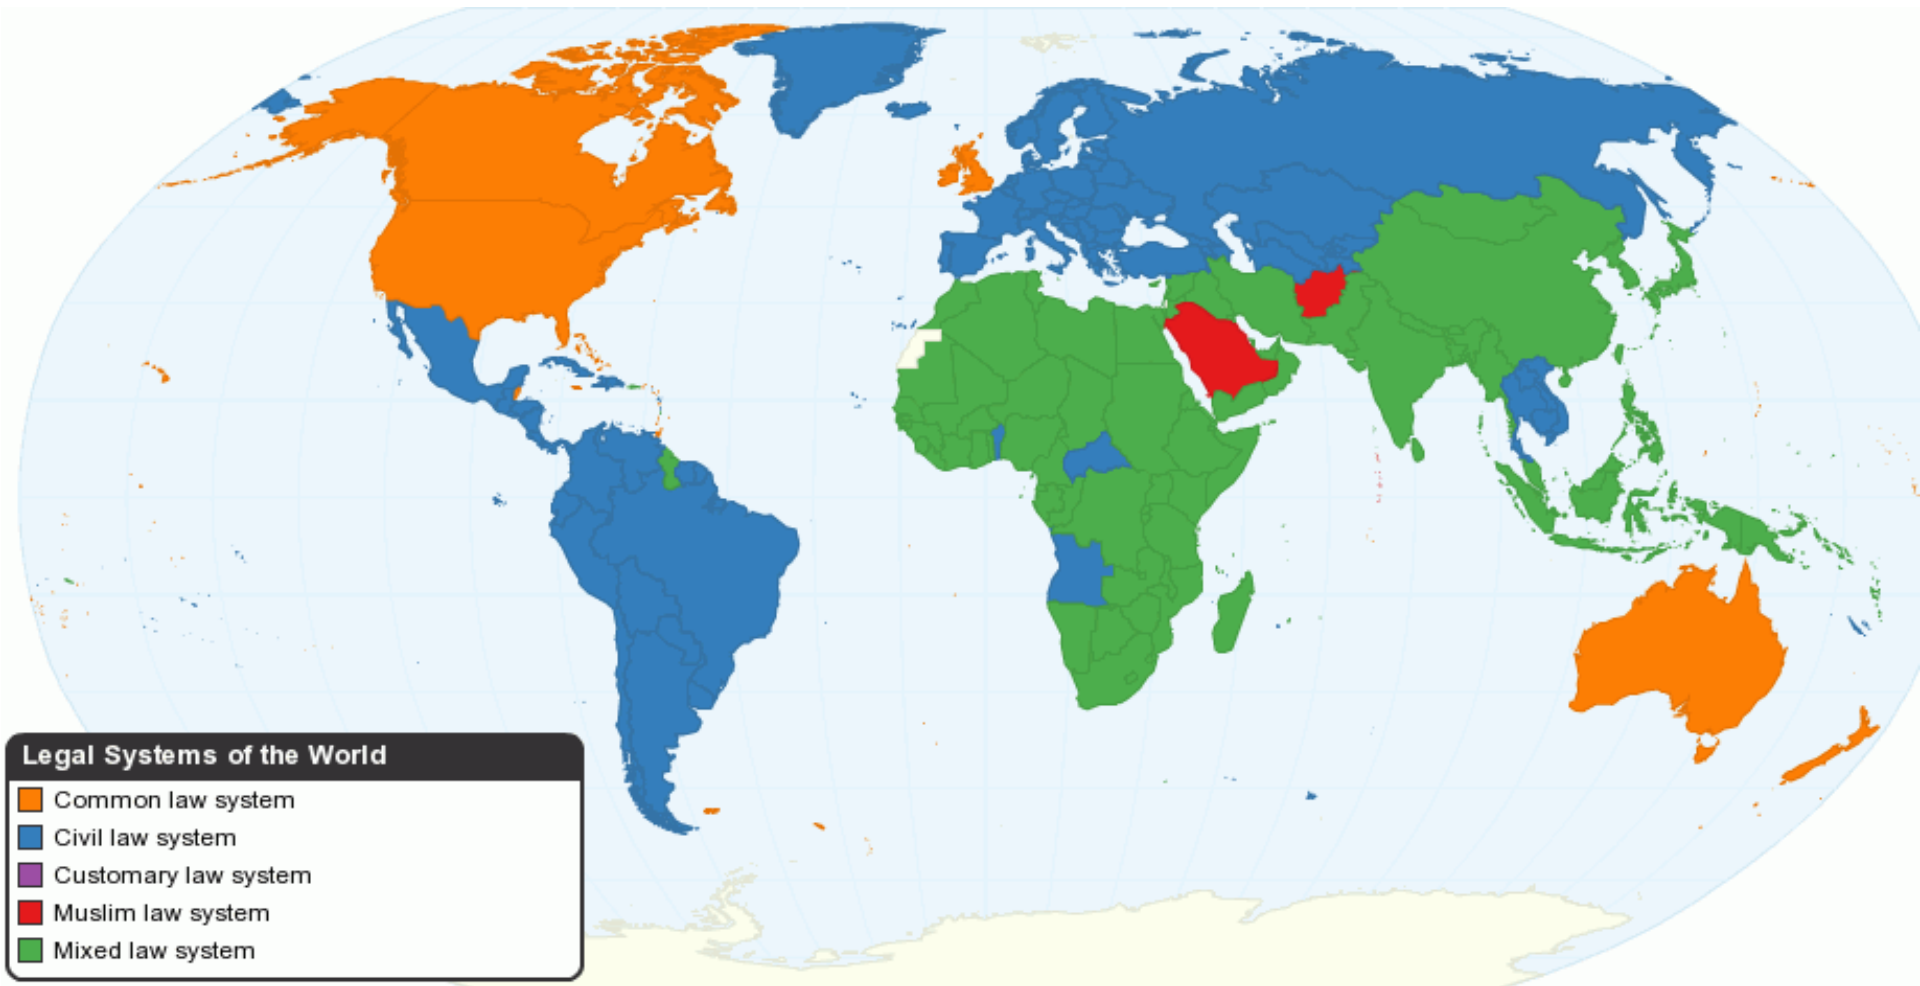 Legal Systems of the World
Common law system
Civil law system
Customary law system
Muslim law system
Mixed law system